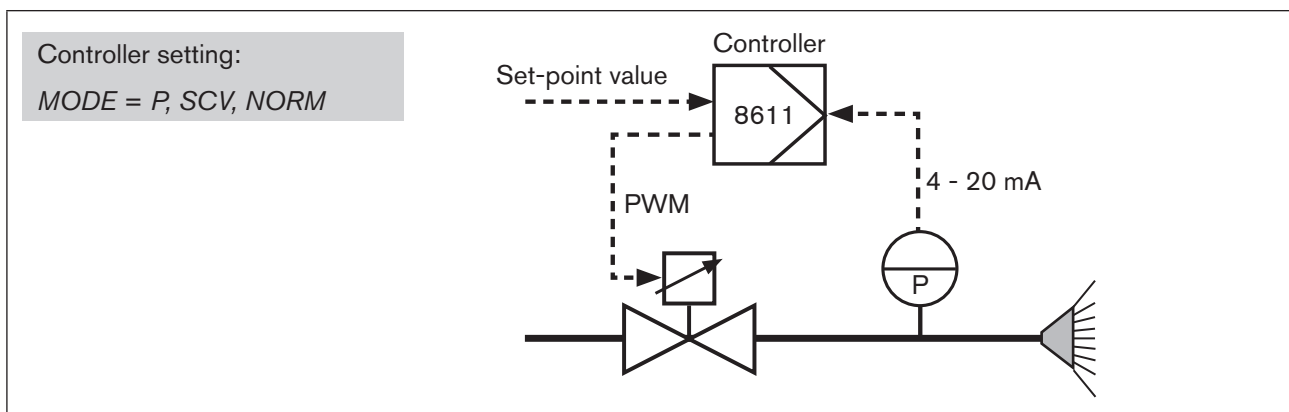 Controller setting:
MODE = P, SCV, NORM
Controller
Set-point value
8611
4 - 20 mA
PWM
P